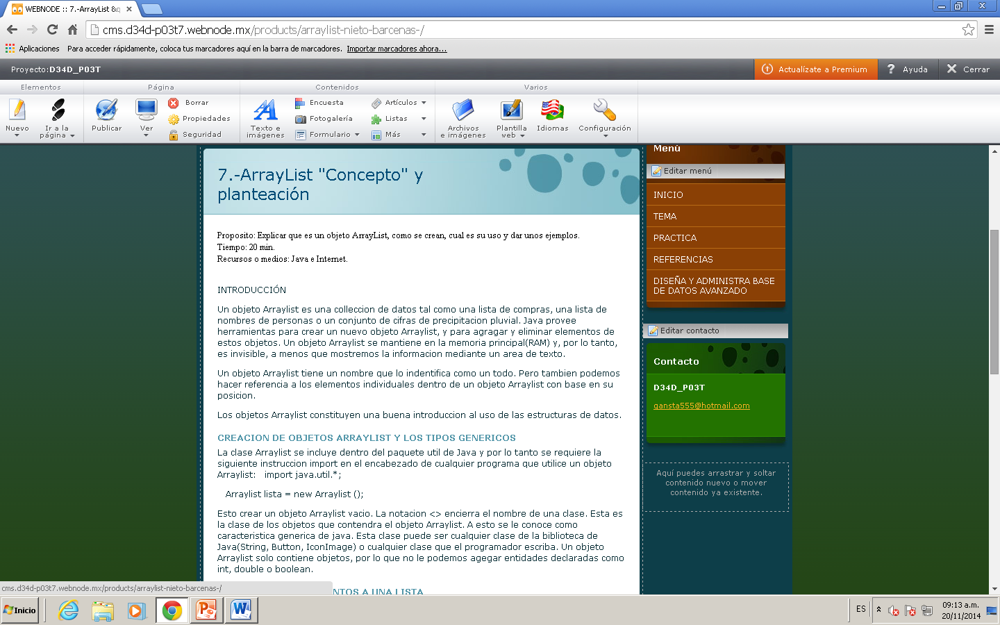 WEBNODE :: 7.-ArrayList &q
cms.d34d-p03t7.webnode.mx/products/arraylist-nieto-barcenas-/
Aplicaciones Para acceder rápidamente, coloca tus marcadores aquí en la barra de marcadores. Importar marcadores ahora...
Proyecto:D34D_P03T
Actualízate a Premium
Ayuda
Cerrar
Elementos
Página
Contenidos
Varios
Nuevo
Ir a la
página
Publicar
Ver
Borrar
Propiedades
Seguridad
Texto e
imágenes
Encuesta
Fotogalería
Formulario
Artículos
Listas
Más
Archivos
e imágenes
Plantilla
web
Idiomas
Configuración
7.-ArrayList "Concepto" y
planteación
Proposito: Explicar que es un objeto ArrayList, como se crean, cual es su uso y dar unos ejemplos.
Tiempo: 20 min.
Recursos o medios: Java e Internet.
INTRODUCCIÓN
Un objeto Arraylist es una colleccion de datos tal como una lista de compras, una lista de
nombres de personas o un conjunto de cifras de precipitacion pluvial. Java provee
herramientas para crear un nuevo objeto Arraylist, y para agragar y eliminar elementos de
estos objetos. Un objeto Arraylist se mantiene en la memoria principal(RAM) y, por lo tanto,
es invisible, a menos que mostremos la informacion mediante un area de texto.
Un objeto Arraylist tiene un nombre que lo indentifica como un todo. Pero tambien podemos
hacer referencia a los elementos individuales dentro de un objeto Arraylist con base en su
posicion.
Los objetos Arraylist constituyen una buena introduccion al uso de las estructuras de datos.
CREACION DE OBJETOS ARRAYLIST Y LOS TIPOS GENERICOS
La clase Arraylist se incluye dentro del paquete util de Java y por lo tanto se requiere la
siguiente instruccion import en el encabezado de cualquier programa que utilice un objeto
Arraylist: import java.util.*;
Arraylist lista = new Arraylist ();
Esto crear un objeto Arraylist vacio. La notacion <> encierra el nombre de una clase. Esta es
la clase de los objetos que contendra el objeto Arraylist. A esto se le conoce como
caracteristica generica de java. Esta clase puede ser cualquier clase de la biblioteca de
Java(String, Button, IconImage) o cualquier clase que el programador escriba. Un objeto
Arraylist solo contiene objetos, por lo que no le podemos agegar entidades declaradas como
int, double o boolean.
NTOS A UNA LISTA
Menú
Editar menú
INICIO
TEMA
PRACTICA
REFERENCIAS
DISEÑA Y ADMINISTRA BASE
DE DATOS AVANZADO
Editar contacto
Contacto
D34D_P03T
gansta555@hotmail.com
Aquí puedes arrastrar y soltar
contenido nuevo o mover
contenido ya existente.
cms.d34d-p03t7.webnode.mx/products/arraylist-nieto-barcenas-/
Inicio
ES
09:13 a.m.
20/11/2014